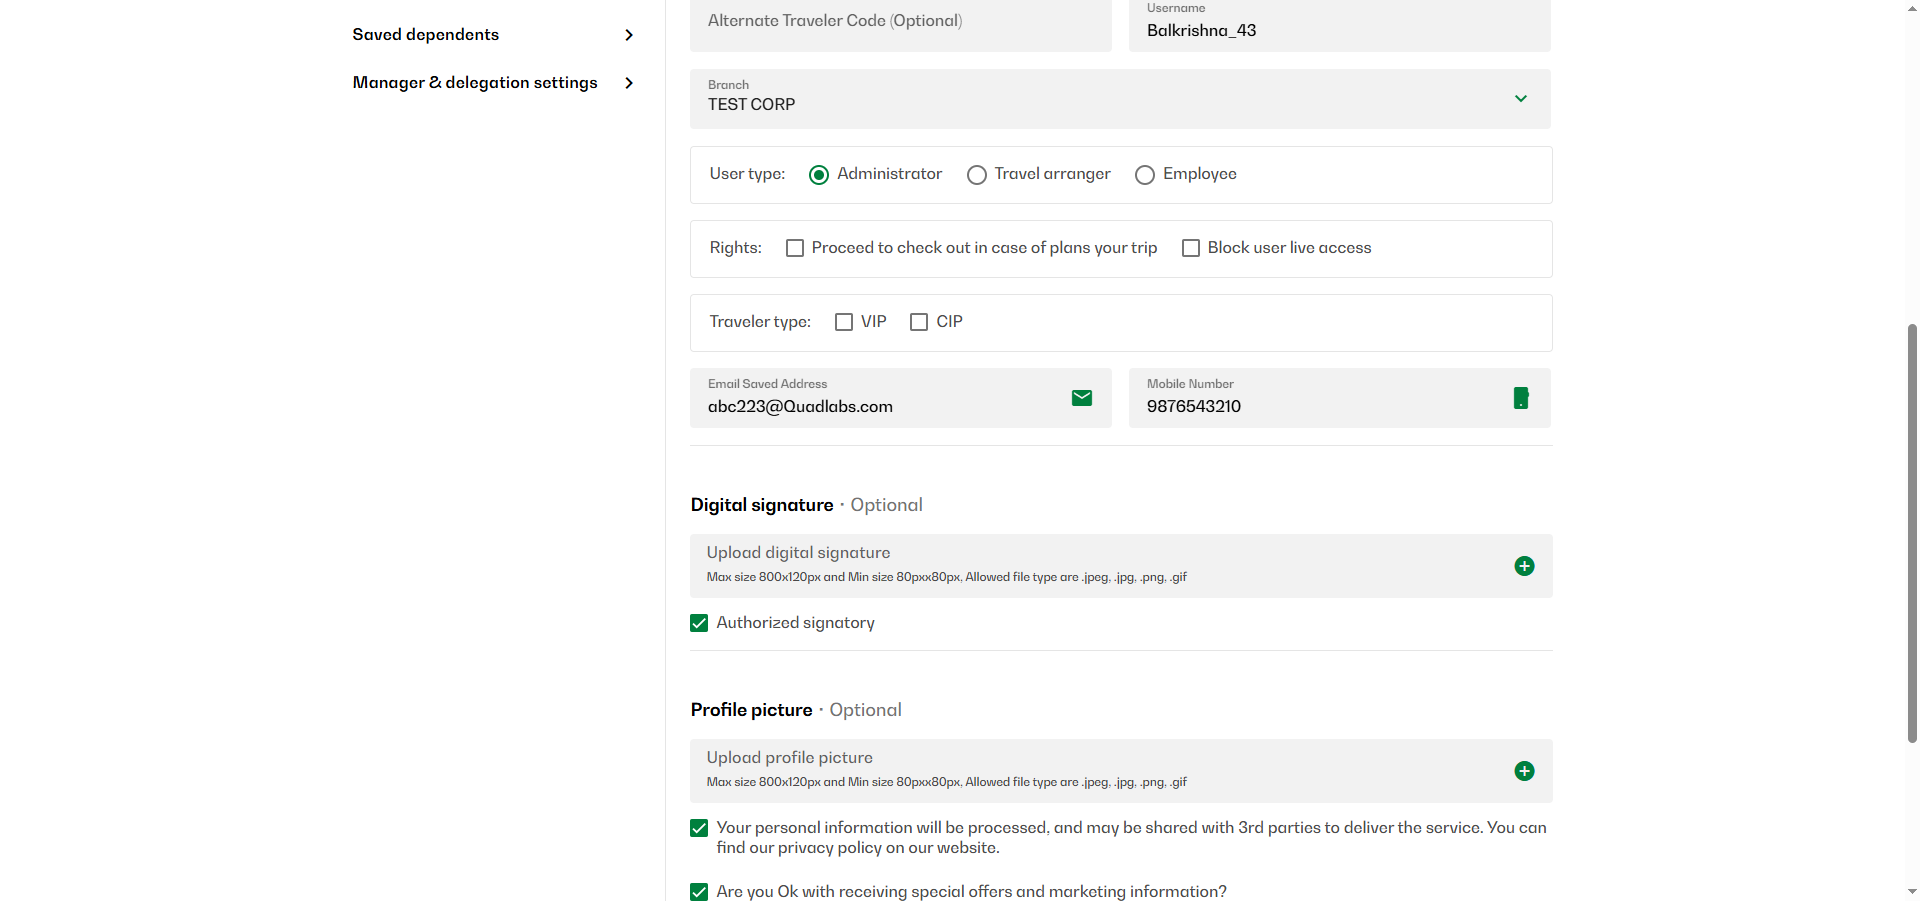 Saved dependents
Manager & delegation settings
Alternate Traveler Code (Optional)
Username
Balkrishna_43
Branch
TEST CORP
User type: Administrator Travel arranger Employee
Rights: Proceed to check out in case of plans your trip Block user live access
Traveler type: VIP CIP
Email Saved Address
abc223@Quadlabs.com
Mobile Number
9876543210
Digital signature · Optional
Upload digital signature
Max size 800x120px and Min size 80pxx80px, Allowed file type are .jpeg, .jpg, .png, .gif
Authorized signatory
Profile picture · Optional
Upload profile picture
Max size 800x120px and Min size 80pxx80px, Allowed file type are .jpeg, .jpg, .png, .gif
Your personal information will be processed, and may be shared with 3rd parties to deliver the service. You can
find our privacy policy on our website.
Are you Ok with receiving special offers and marketing information?